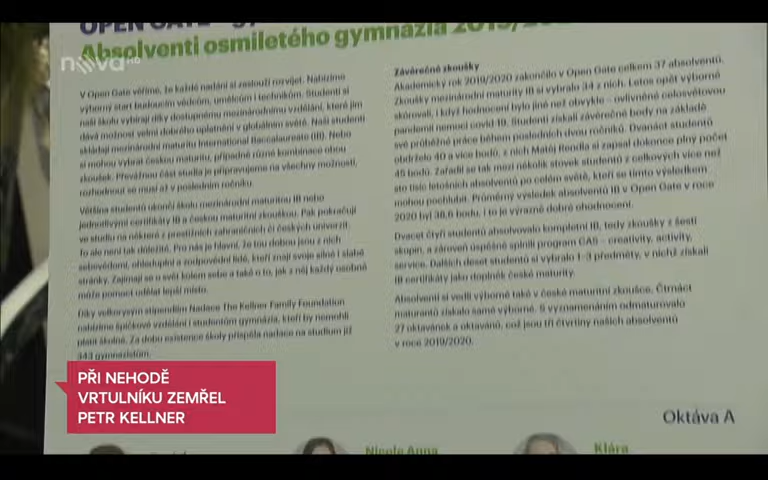 OPEN GATE
Absolventi osmiletého gymnázia 2019/
nova HD
V Open Gate věříme, že každé nadání si zaslouží rozvíjet. Nabízíme
výborný start budoucím vědcům, umělcům i technikům. Studenti si
naši školu vybírají díky dostupnému mezinárodnímu vzdělání, které jim
dává možnost velmi dobrého uplatnění v globálním světě. Naši studenti
skládají mezinárodní maturitu International Baccalaureate (IB). Nebo
si mohou vybrat českou maturitu, případně různé kombinace obou
zkoušek. Převážnou část studia je připravujeme na všechny možnosti,
rozhodnout se musí až v posledním ročníku.
Většina studentů ukončí školu mezinárodní maturitou IB nebo
jednotlivými certifikáty IB a českou maturitní zkouškou. Pak pokračují
ve studiu na některé z prestižních zahraničních či českých univerzit.
To ale není tak důležité. Pro nás je hlavní, že tou dobou jsou z nich
sebevědomí, ohleduplní a zodpovědní lidé, kteří znají svoje silné i slabé
stránky. Zajímají se o svět kolem sebe a také o to, jak z něj každý osobně
může pomoct udělat lepší místo.
Díky velkorysým stipendiím Nadace The Kellner Family Foundation
nabízíme špičkové vzdělání i studentům gymnázia, kteří by nemohli
platit školné. Za dobu existence školy přispěla nadace na studium již
343 gymnazistům.
Závěrečné zkoušky
Akademický rok 2019/2020 zakončilo v Open Gate celkem 37 absolventů.
Zkoušky mezinárodní maturity IB si vybralo 34 z nich. Letos opět výborně
skórovali, i když hodnocení bylo jiné než obvykle – ovlivněné celosvětovou
pandemií nemoci covid-19. Studenti získali závěrečné body na základě
své průběžné práce během posledních dvou ročníků. Dvanáct studentů
obdrželo 40 a více bodů, z nich Matěj Rendla si zapsal dokonce plný počet
45 bodů. Zařadil se tak mezi několik stovek studentů z celkových více než
sto tisíc letošních absolventů po celém světě, kteří se tímto výsledkem
mohou pochlubit. Průměrný výsledek absolventů IB v Open Gate v roce
2020 byl 36,6 bodu, i to je výrazně dobré ohodnocení.
Dvacet čtyři studentů absolvovalo kompletní IB, tedy zkoušky z šesti
skupin, a zároveň úspěšně splnili program CAS – creativity, activity,
service. Dalších deset studentů si vybralo 1–3 předměty, v nichž získali
IB certifikáty jako doplněk české maturity.
Absolventi si vedli výborně také v české maturitní zkoušce. Čtrnáct
maturantů získalo samé výborné. S vyznamenáním odmaturovalo
27 oktavánek a oktavánů, což jsou tři čtvrtiny našich absolventů
v roce 2019/2020.
PŘI NEHODĚ
VRTULNÍKU ZEMŘEL
PETR KELLNER
Oktáva A
Nicole Anna
Klára